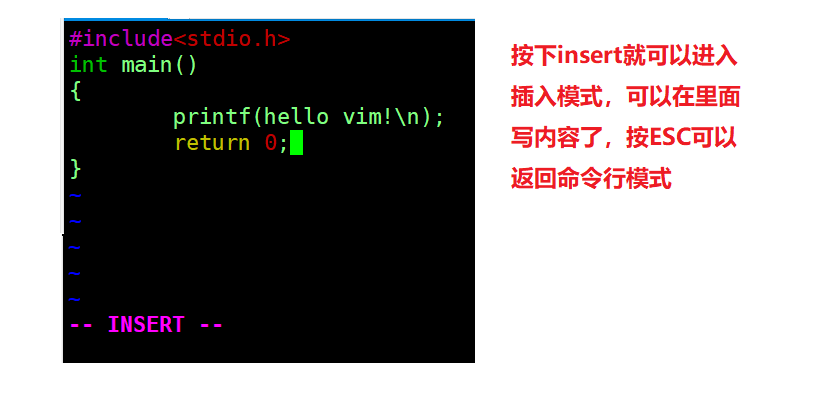 #include<stdio.h>
int main()
{
        printf(hello vim!\n);
        return 0;
}
~
~
~
~
~
-- INSERT --
按下insert就可以进入
插入模式，可以在里面
写内容了，按ESC可以
返回命令行模式